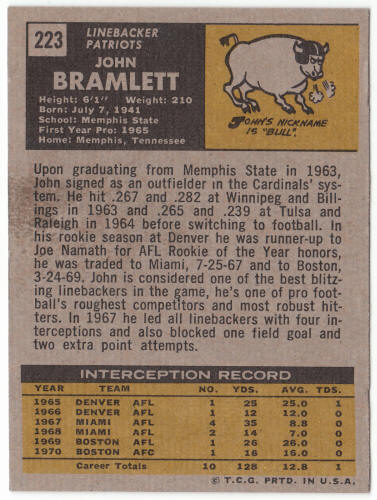 223
LINEBACKER
PATRIOTS
JOHN
BRAMLETT
Height: 6'1" Weight: 210
Born: July 7, 1941
School: Memphis State
First Year Pro: 1965
Home: Memphis, Tennessee
JOHN'S NICKNAME
IS "BULL".
Upon graduating from Memphis State in 1963,
John signed as an outfielder in the Cardinals' sys-
tem. He hit .267 and .282 at Winnipeg and Bill-
ings in 1963 and .265 and .239 at Tulsa and
Raleigh in 1964 before switching to football. In
his rookie season at Denver he was runner-up to
Joe Namath for AFL Rookie of the Year honors,
he was traded to Miami, 7-25-67 and to Boston,
3-24-69. John is considered one of the best blitz-
ing linebackers in the game, he's one of pro foot-
ball's roughest competitors and most robust hit-
ters. In 1967 he led all linebackers with four in-
terceptions and also blocked one field goal and
two extra point attempts.
INTERCEPTION RECORD
YEAR TEAM NO. YDS. AVG. TDS.
1965 DENVER AFL 1 25 25.0 1
1966 DENVER AFL 1 12 12.0 0
1967 MIAMI AFL 4 35 8.8 0
1968 MIAMI AFL 2 14 7.0 0
1969 BOSTON AFL 1 26 26.0 0
1970 BOSTON AFC 1 16 16.0 0
Career Totals 10 128 12.8 1
© T.C.G. PRTD. IN U.S.A.